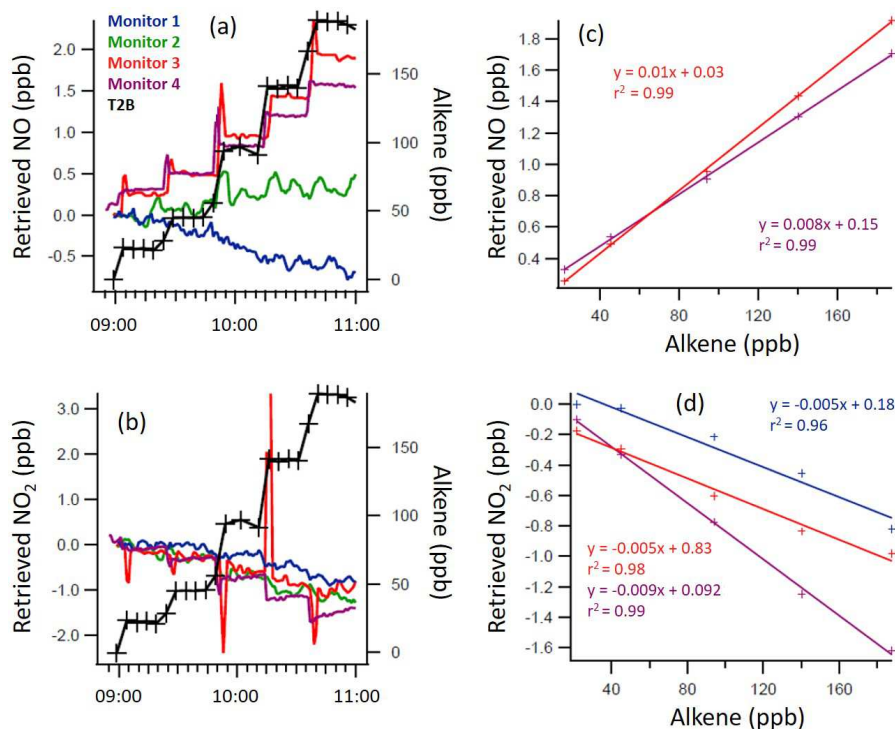 Monitor 1
Monitor 2
Monitor 3
Monitor 4
T2B
(a)
Retrieved NO (ppb)
2.0
1.5
1.0
0.5
0.0
-0.5
Alkene (ppb)
150
100
50
0
09:00 10:00 11:00
(c)
Retrieved NO (ppb)
1.8
1.6
1.4
1.2
1.0
0.8
0.6
0.4
y = 0.01x + 0.03
r² = 0.99
y = 0.008x + 0.15
r² = 0.99
40 80 120 160
Alkene (ppb)
(b)
Retrieved NO₂ (ppb)
3.0
2.0
1.0
0.0
-1.0
-2.0
Alkene (ppb)
150
100
50
0
09:00 10:00 11:00
(d)
Retrieved NO₂ (ppb)
0.0
-0.2
-0.4
-0.6
-0.8
-1.0
-1.2
-1.4
-1.6
y = -0.005x + 0.18
r² = 0.96
y = -0.005x + 0.83
r² = 0.98
y = -0.009x + 0.092
r² = 0.99
40 80 120 160
Alkene (ppb)